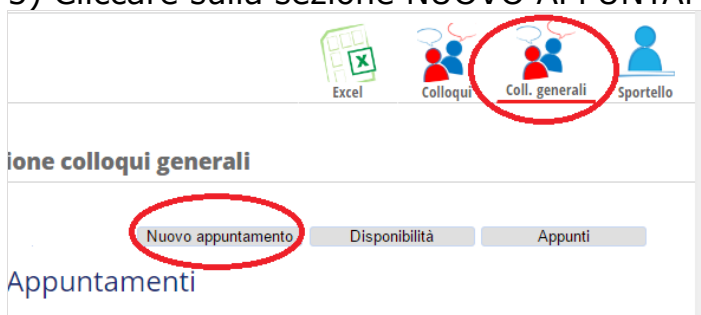 Cliccare sulla sezione NUOVO
Excel Colloqui Coll. generali Sportello
ione colloqui generali
Nuovo appuntamento Disponibilità Appunti
Appuntamenti